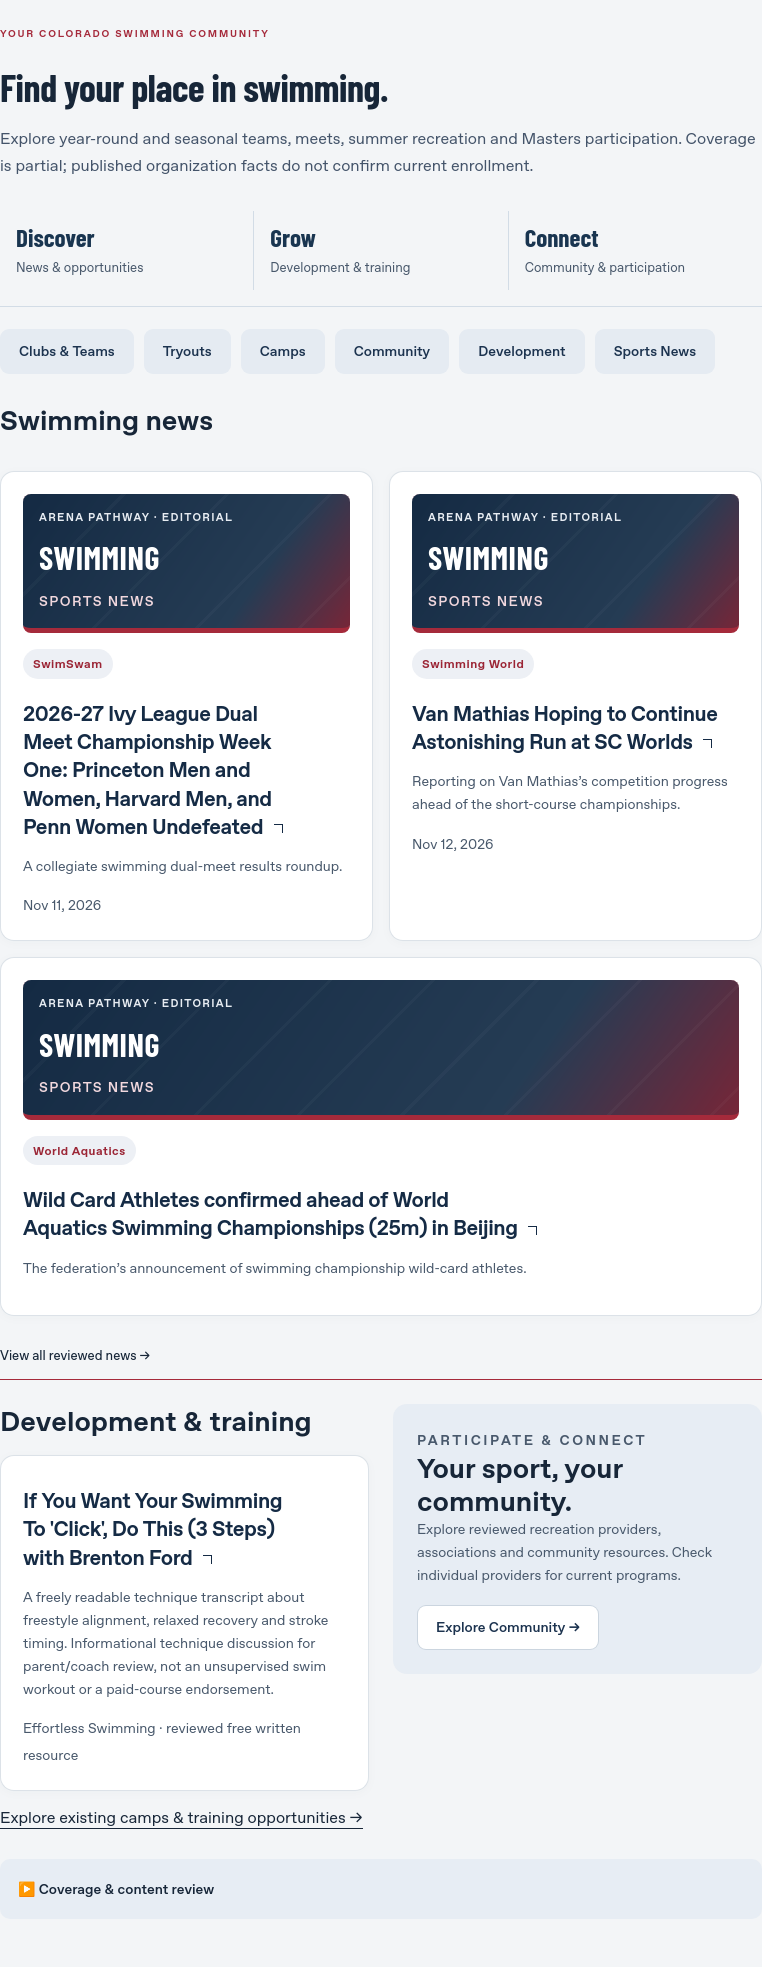 YOUR COLORADO SWIMMING COMMUNITY
Find your place in swimming.
Explore year-round and seasonal teams, meets, summer recreation and Masters participation. Coverage
is partial; published organization facts do not confirm current enrollment.
Discover
News & opportunities
Grow
Development & training
Connect
Community & participation
Clubs & Teams
Tryouts
Camps
Community
Development
Sports News
Swimming news
ARENA PATHWAY · EDITORIAL
SWIMMING
SPORTS NEWS
SwimSwam
2026-27 Ivy League Dual
Meet Championship Week
One: Princeton Men and
Women, Harvard Men, and
Penn Women Undefeated
A collegiate swimming dual-meet results roundup.
Nov 11, 2026
ARENA PATHWAY · EDITORIAL
SWIMMING
SPORTS NEWS
Swimming World
Van Mathias Hoping to Continue
Astonishing Run at SC Worlds
Reporting on Van Mathias’s competition progress
ahead of the short-course championships.
Nov 12, 2026
ARENA PATHWAY · EDITORIAL
SWIMMING
SPORTS NEWS
World Aquatics
Wild Card Athletes confirmed ahead of World
Aquatics Swimming Championships (25m) in Beijing
The federation’s announcement of swimming championship wild-card athletes.
View all reviewed news →
Development & training
If You Want Your Swimming
To 'Click', Do This (3 Steps)
with Brenton Ford
A freely readable technique transcript about
freestyle alignment, relaxed recovery and stroke
timing. Informational technique discussion for
parent/coach review, not an unsupervised swim
workout or a paid-course endorsement.
Effortless Swimming · reviewed free written
resource
Explore existing camps & training opportunities →
PARTICIPATE & CONNECT
Your sport, your
community.
Explore reviewed recreation providers,
associations and community resources. Check
individual providers for current programs.
Explore Community →
▶️ Coverage & content review